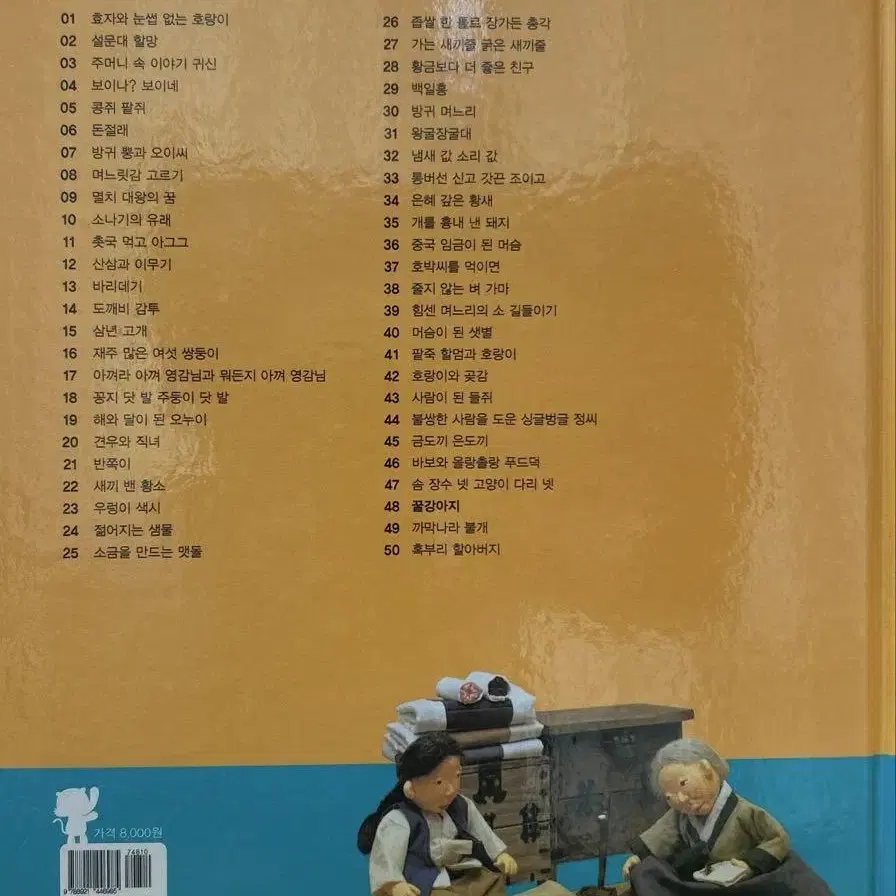 01 효자와 눈썹 없는 호랑이
02 설문대 할망
03 주머니 속 이야기 귀신
04 보이나? 보이네
05 콩쥐 팥쥐
06 돈절래
07 방귀 뿡과 오이씨
08 며느릿감 고르기
09 멸치 대왕의 꿈
10 소나기의 유래
11 촛국 먹고 아그그
12 산삼과 이무기
13 바리데기
14 도깨비 감투
15 삼년 고개
16 재주 많은 여섯 쌍둥이
17 아껴라 아껴 영감님과 뭐든지 아껴 영감님
18 꽁지 닷 발 주둥이 닷 발
19 해와 달이 된 오누이
20 견우와 직녀
21 반쪽이
22 새끼 밴 황소
23 우렁이 색시
24 젊어지는 샘물
25 소금을 만드는 맷돌
26 좁쌀 한 톨로 장가든 총각
27 가는 새끼줄 굵은 새끼줄
28 황금보다 더 좋은 친구
29 백일홍
30 방귀 며느리
31 왕굴장굴대
32 냄새 값 소리 값
33 통버선 신고 갓끈 조이고
34 은혜 갚은 황새
35 개를 흉내 낸 돼지
36 중국 임금이 된 머슴
37 호박씨를 먹이면
38 줄지 않는 벼 가마
39 힘센 며느리의 소 길들이기
40 머슴이 된 샛별
41 팥죽 할멈과 호랑이
42 호랑이와 곶감
43 사람이 된 들쥐
44 불쌍한 사람을 도운 싱글벙글 정씨
45 금도끼 은도끼
46 바보와 올랑촐랑 푸드덕
47 솜 장수 넷 고양이 다리 넷
48 꿀강아지
49 까막나라 불개
50 혹부리 할아버지
가격 8,000원
74810
9 788921 446985